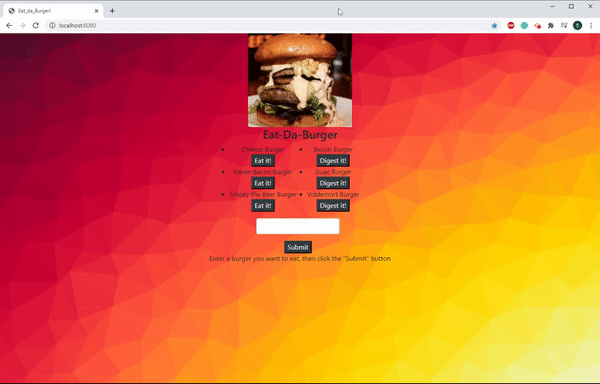 Eat_da_Burger!
localhost:8080
S
Eat-Da-Burger
Cheese Burger
Bacon Burger
Eat it!
Digest it!
Kevin Bacon Burger
Guac Burger
Eat it!
Digest it!
Smoky the Bear Burger
Voldemort Burger
Eat it!
Digest it!
Submit
Enter a burger you want to eat, then click the "Submit" button